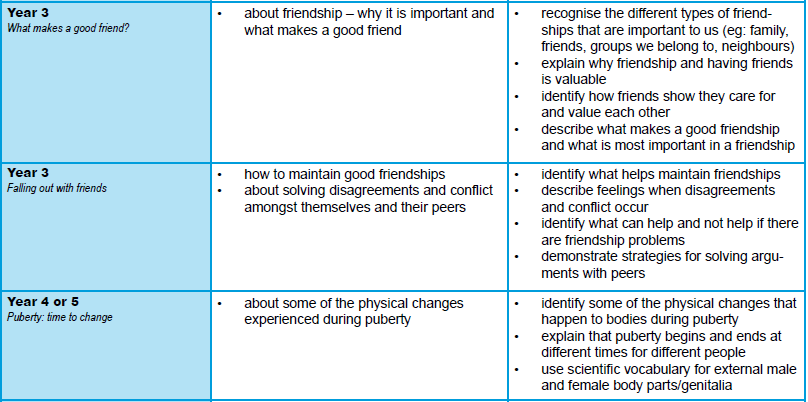 Year 3
What makes a good friend?
• about friendship – why it is important and
what makes a good friend
• recognise the different types of friend-
ships that are important to us (eg: family,
friends, groups we belong to, neighbours)
• explain why friendship and having friends
is valuable
• identify how friends show they care for
and value each other
• describe what makes a good friendship
and what is most important in a friendship
Year 3
Falling out with friends
• how to maintain good friendships
• about solving disagreements and conflict
amongst themselves and their peers
• identify what helps maintain friendships
• describe feelings when disagreements
and conflict occur
• identify what can help and not help if there
are friendship problems
• demonstrate strategies for solving argu-
ments with peers
Year 4 or 5
Puberty: time to change
• about some of the physical changes
experienced during puberty
• identify some of the physical changes that
happen to bodies during puberty
• explain that puberty begins and ends at
different times for different people
• use scientific vocabulary for external male
and female body parts/genitalia